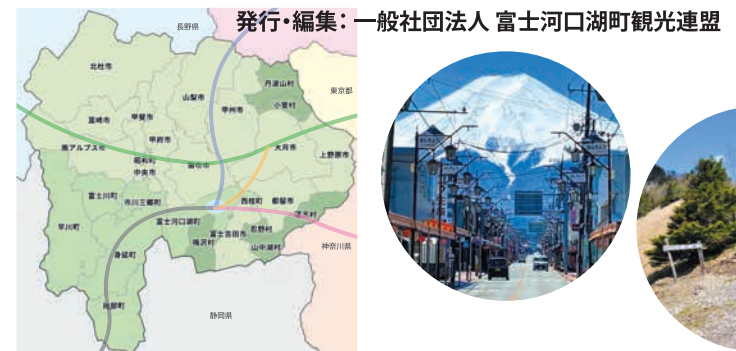 発行・編集：一般社団法人 富士河口湖町観光連盟
長野県
北杜市
丹波山村
東京都
山梨市
小菅村
甲州市
韮崎市
甲斐市
甲府市
大月市
南アルプス市
昭和町
上野原市
中央市
笛吹市
富士川町
西桂町
都留市
市川三郷町
道志村
富士河口湖町
早川町
忍野村
富士吉田市
鳴沢村
山中湖村
神奈川県
身延町
南部町
静岡県